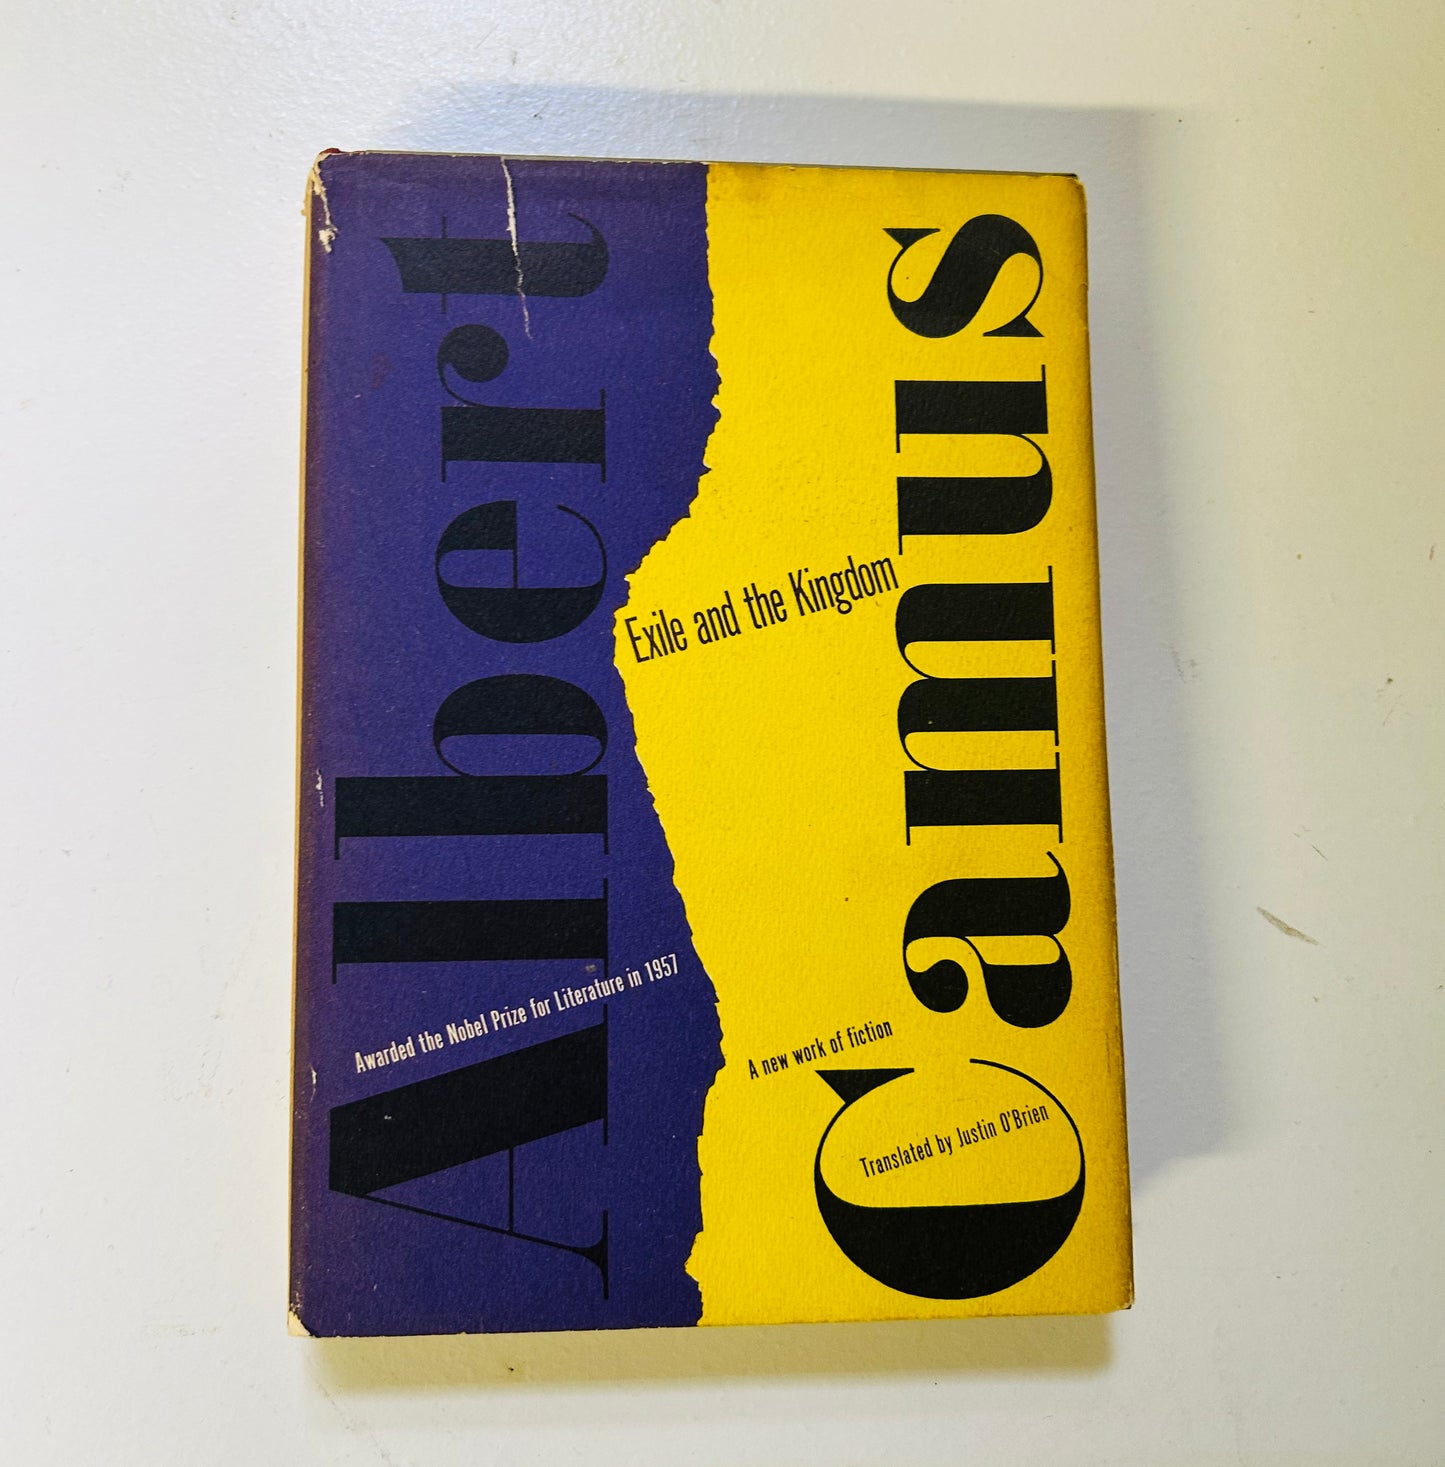 Albert
Camus
Exile and the Kingdom
Awarded the Nobel Prize for Literature in 1957
A new work of fiction
Translated by Justin O'Brien